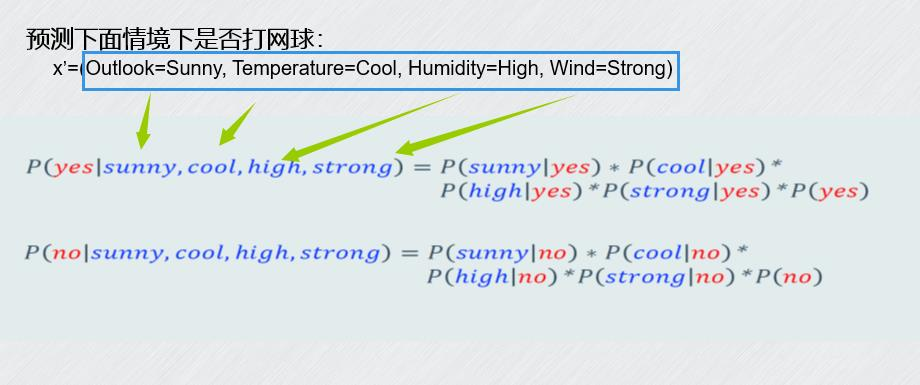 预测下面情境下是否打网球：
x’=(Outlook=Sunny, Temperature=Cool, Humidity=High, Wind=Strong)
P(yes|sunny, cool, high, strong) = P(sunny|yes) * P(cool|yes) *
P(high|yes) * P(strong|yes) * P(yes)
P(no|sunny, cool, high, strong) = P(sunny|no) * P(cool|no) *
P(high|no) * P(strong|no) * P(no)